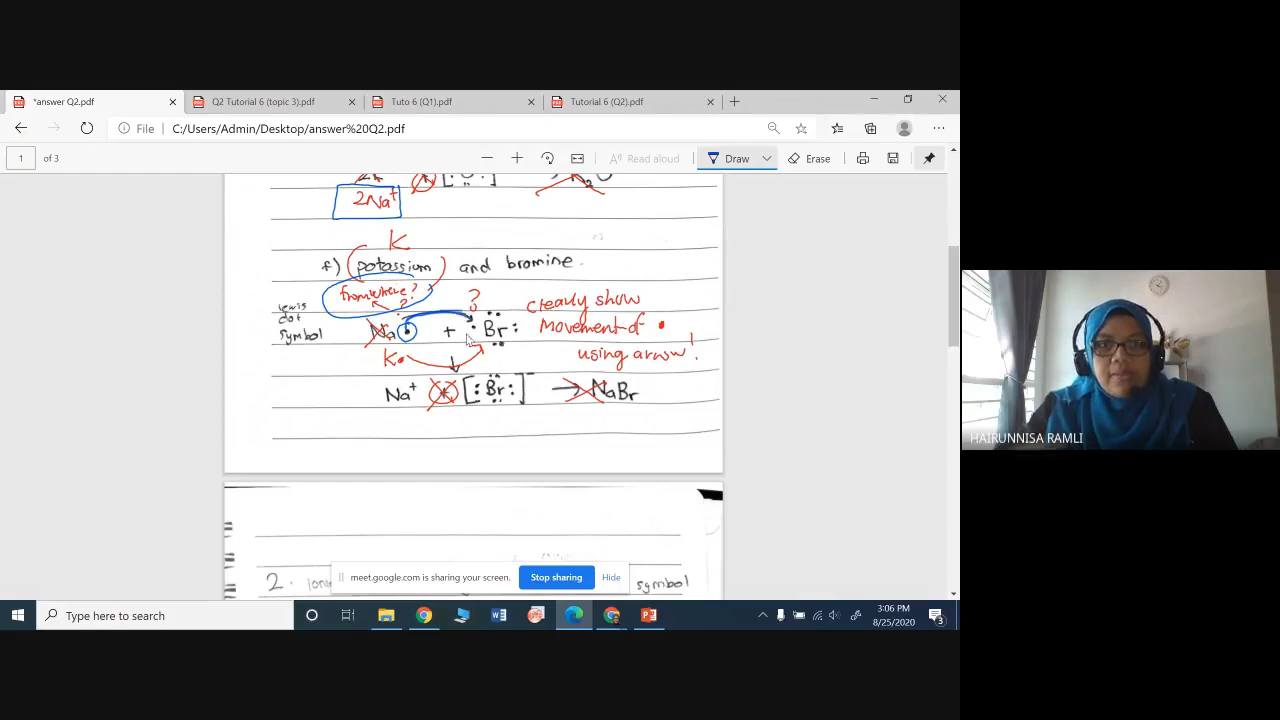 *answer Q2.pdf
Q2 Tutorial 6 (topic 3).pdf
Tuto 6 (Q1).pdf
Tutorial 6 (Q2).pdf
File C:/Users/Admin/Desktop/answer%20Q2.pdf
1 of 3
Read aloud
Draw
Erase
2Na⁺
K
f) potassium and bromine.
from where?
?
?
clearly show
lewis
dot
symbol
Na • + Br
Movement of •
K•
using arrow!
Na⁺ + [:Br:]⁻ → NaBr
meet.google.com is sharing your screen.
Stop sharing
Hide
2. symbol
HAIRUNNISA RAMLI
Type here to search
3:06 PM
8/25/2020
3